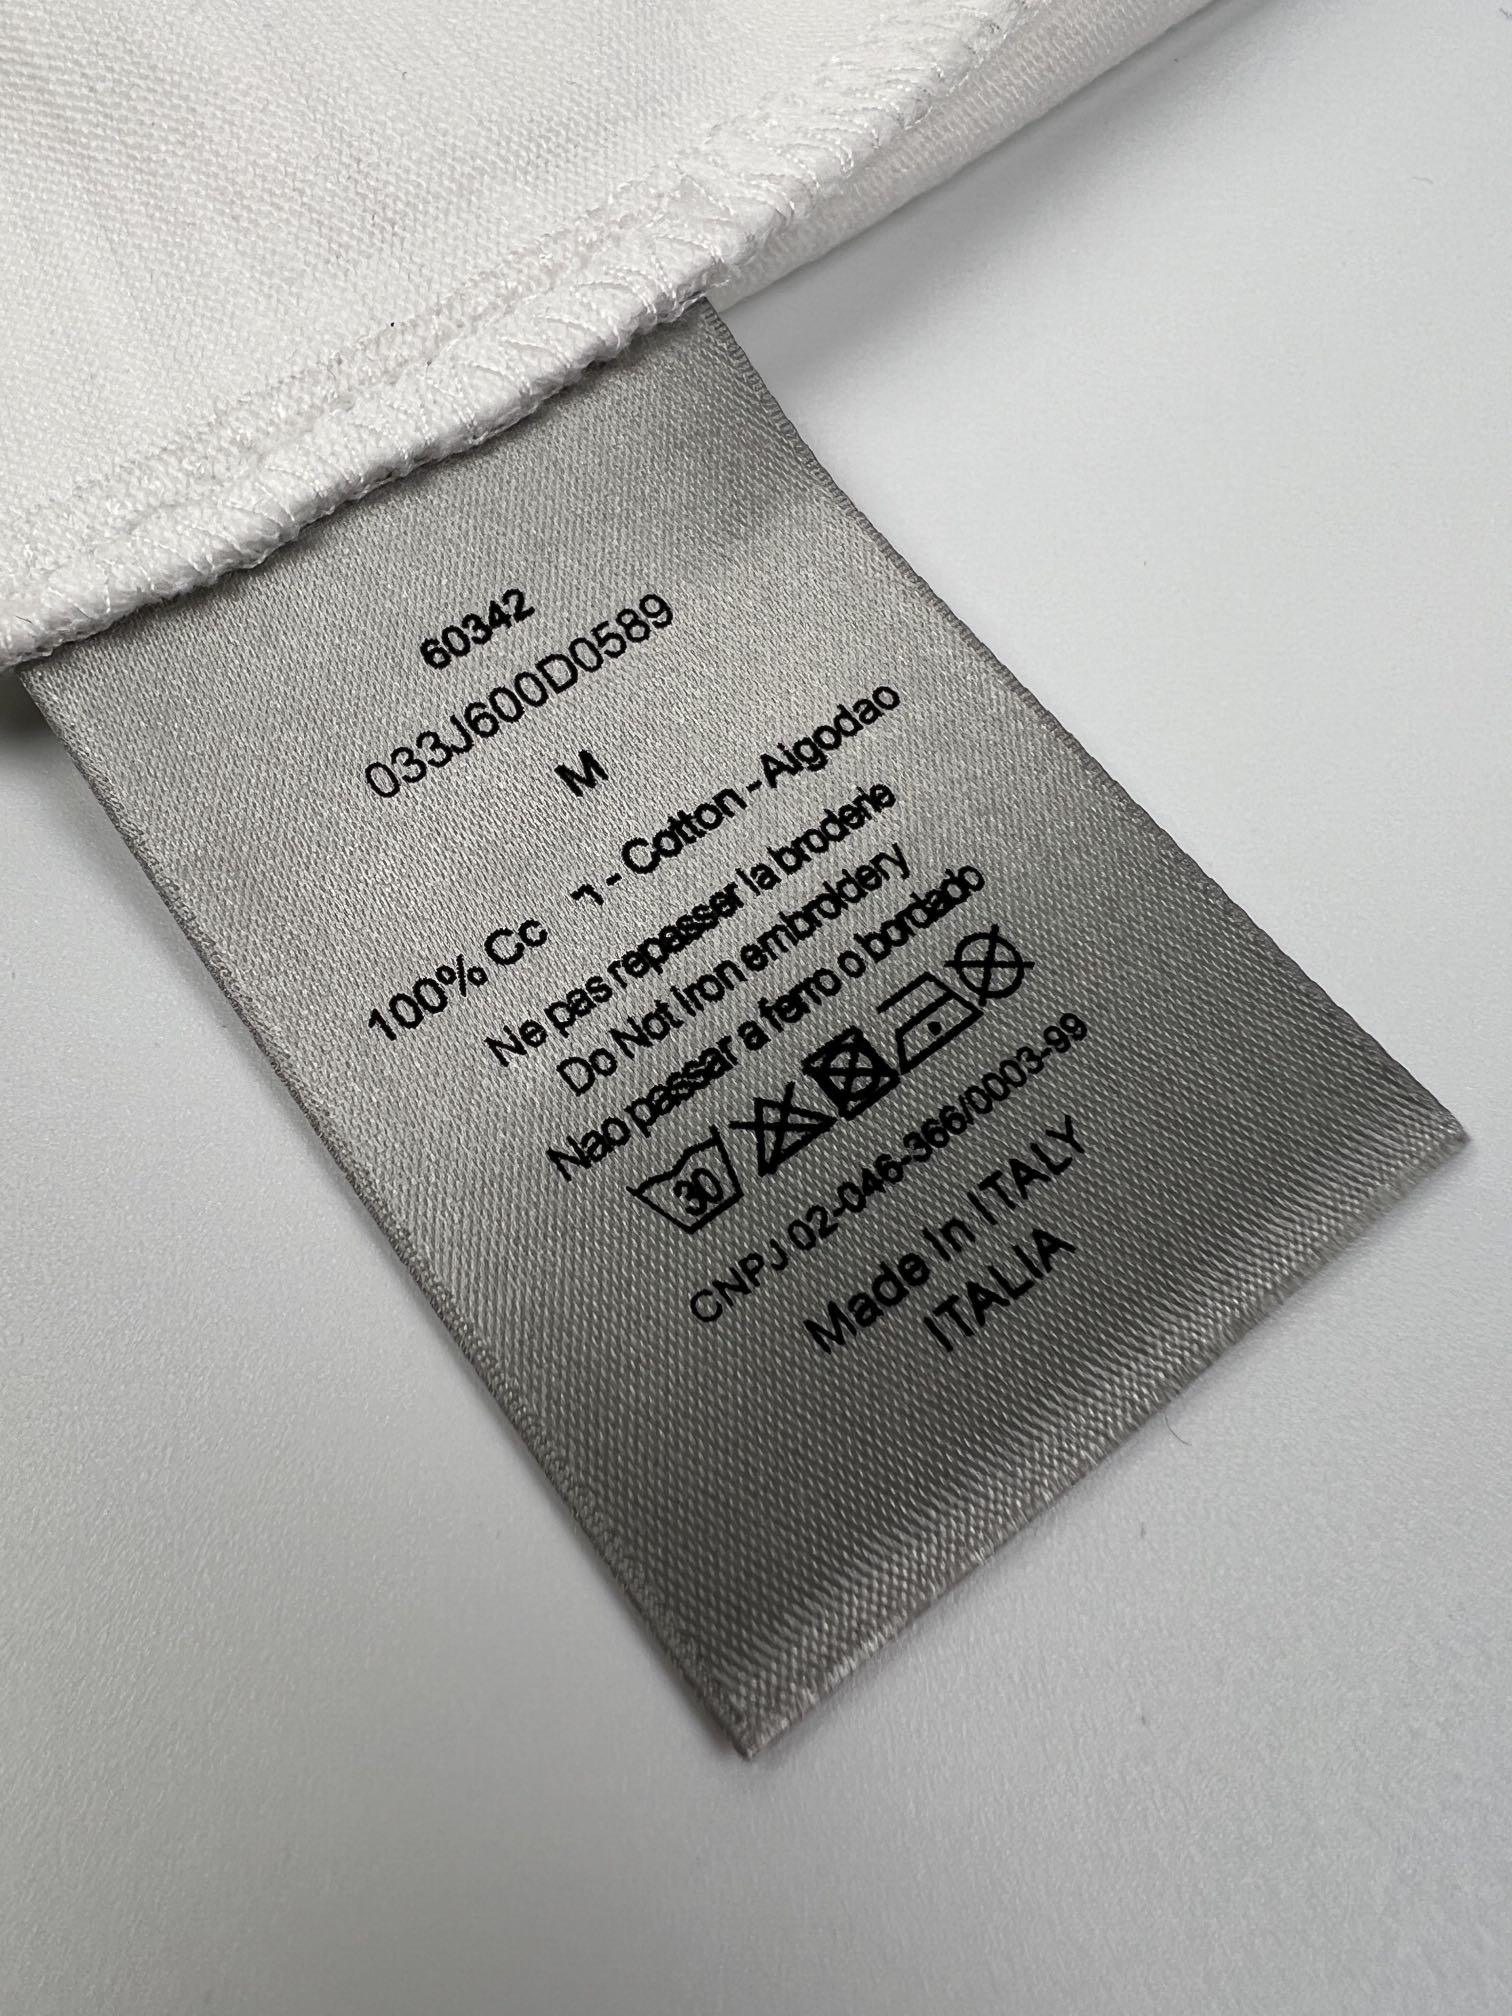 60342
033J600D0589
M
100% Cc - Cotton - Algodao
Ne pas repasser la broderie
Do Not Iron embroidery
Nao passar a ferro o bordado
30
CNPJ 02-046-366/0003-99
Made In ITALY
ITALIA